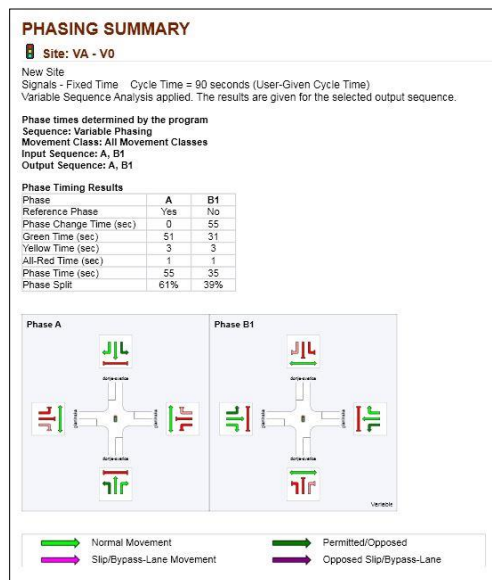 PHASING SUMMARY
Site: VA - V0
New Site
Signals - Fixed Time Cycle Time = 90 seconds (User-Given Cycle Time)
Variable Sequence Analysis applied. The results are given for the selected output sequence.
Phase times determined by the program
Sequence: Variable Phasing
Movement Class: All Movement Classes
Input Sequence: A, B1
Output Sequence: A, B1
Phase Timing Results
Phase A B1
Reference Phase Yes No
Phase Change Time (sec) 0 55
Green Time (sec) 51 31
Yellow Time (sec) 3 3
All-Red Time (sec) 1 1
Phase Time (sec) 55 35
Phase Split 61% 39%
Phase A Phase B1
Variable
Normal Movement Permitted/Opposed
Slip/Bypass-Lane Movement Opposed Slip/Bypass-Lane